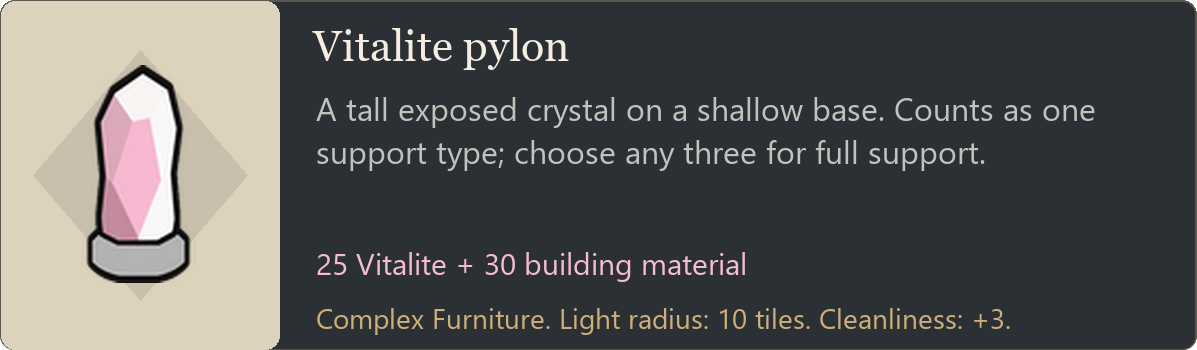 Vitalite pylon
A tall exposed crystal on a shallow base. Counts as one
support type; choose any three for full support.
25 Vitalite + 30 building material
Complex Furniture. Light radius: 10 tiles. Cleanliness: +3.